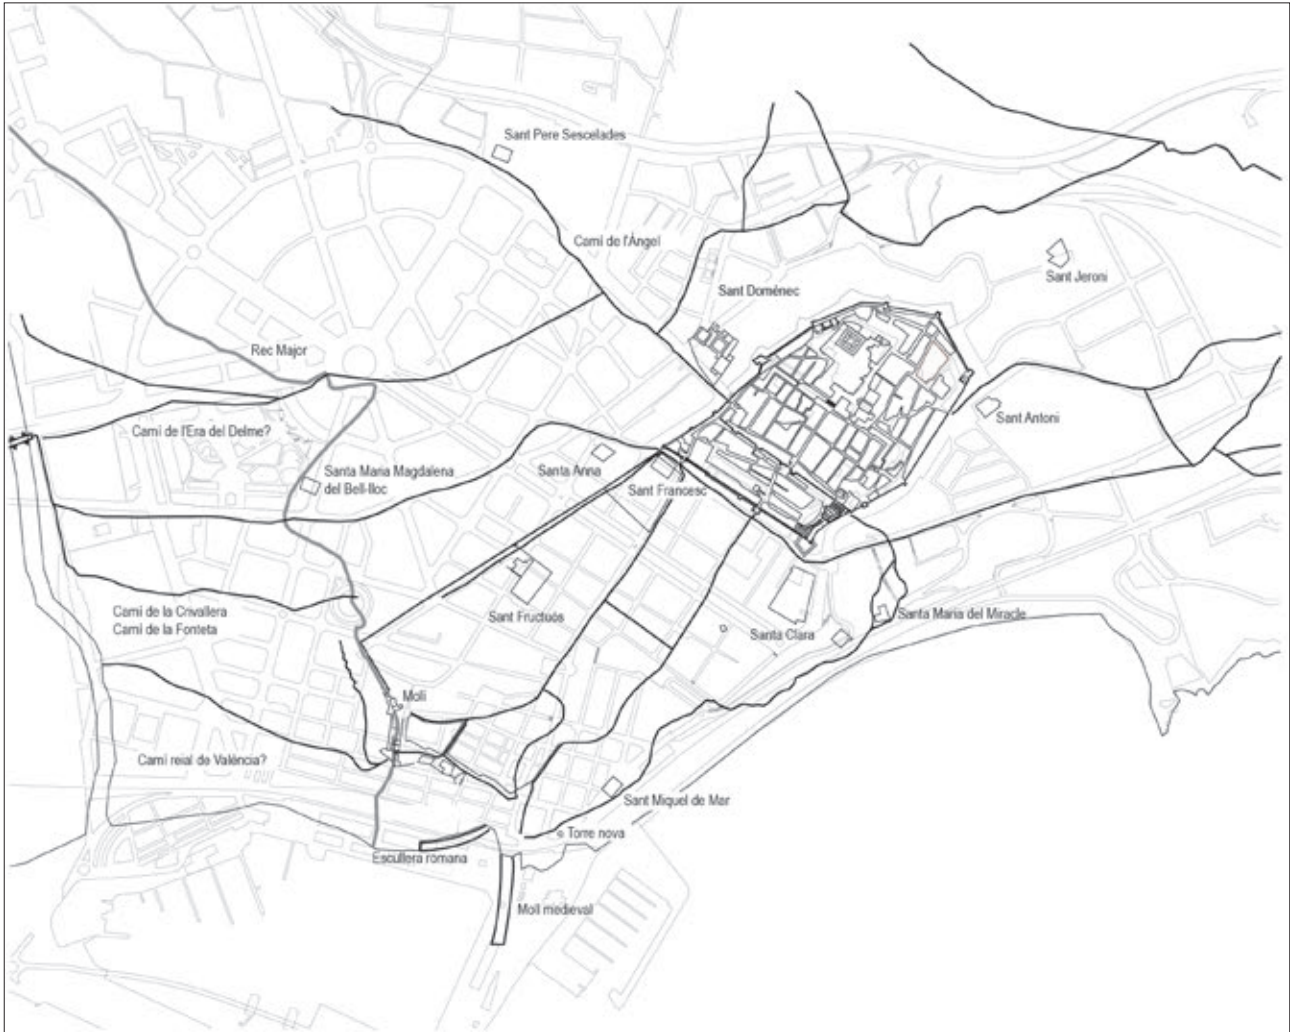 Sant Pere Sescelades
Camí de l'Àngel
Sant Jeroni
Sant Domènec
Rec Major
Sant Antoni
Camí de l'Era del Delme?
Santa Maria Magdalena
del Bell-lloc
Santa Anna
Sant Francesc
Camí de la Crivallera
Camí de la Fonteta
Sant Fructuós
Santa Maria del Miracle
Santa Clara
Molí
Camí reial de València?
Sant Miquel de Mar
Torre nova
Escullera romana
Moll medieval